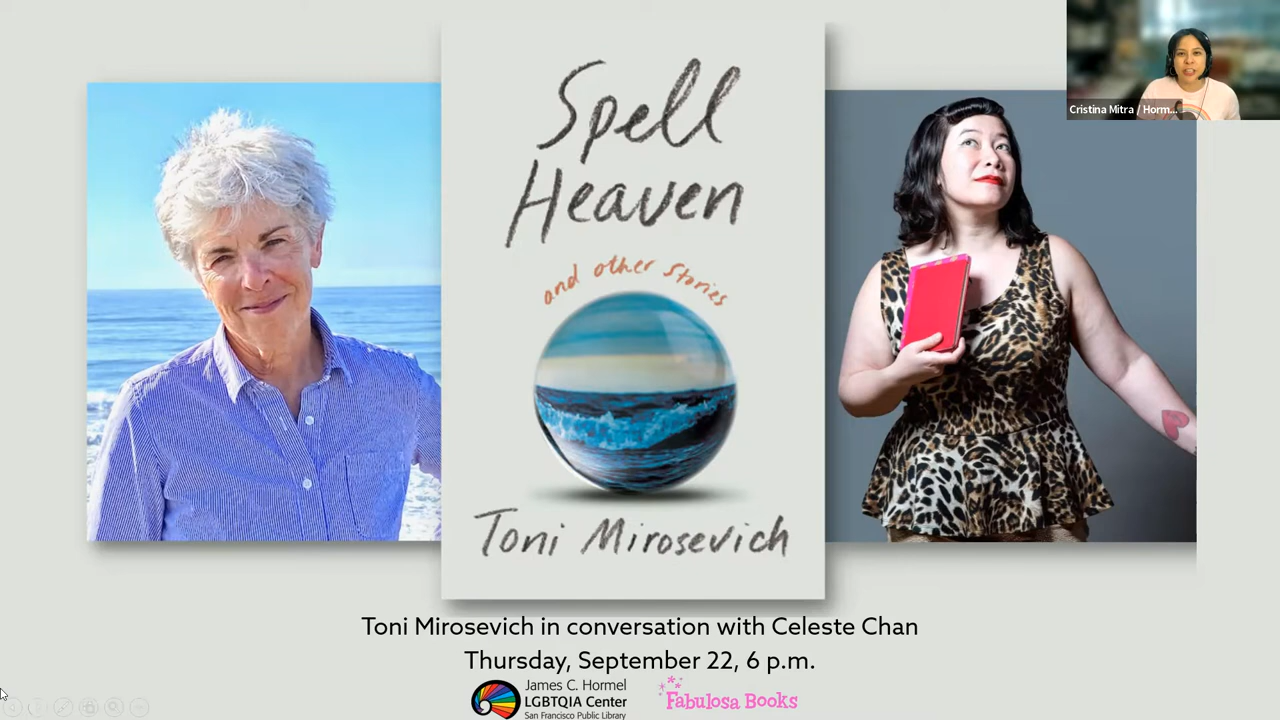 Cristina Mitra / Horm...
Spell
Heaven
and other Stories
Toni Mirosevich
Toni Mirosevich in conversation with Celeste Chan
Thursday, September 22, 6 p.m.
James C. Hormel
LGBTQIA Center
San Francisco Public Library
Fabulosa Books